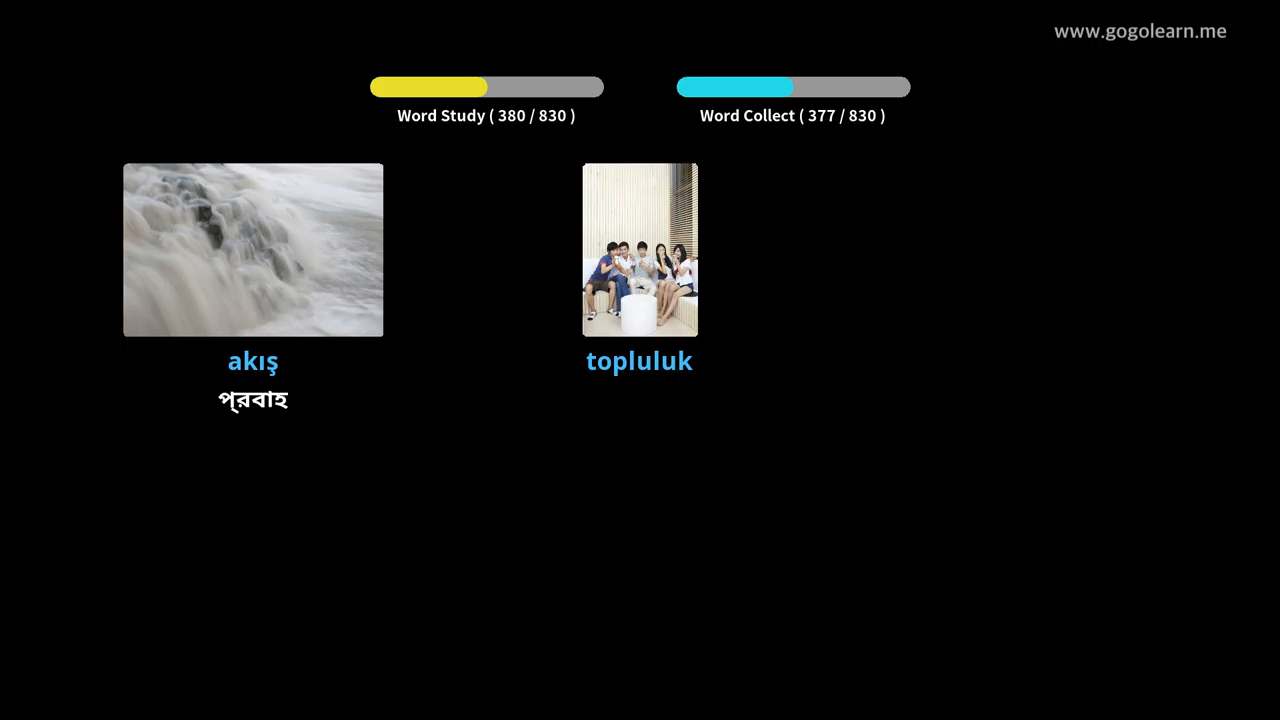 www.gogolearn.me
Word Study ( 380 / 830 )
Word Collect ( 377 / 830 )
akış
topluluk
প্রবাহ